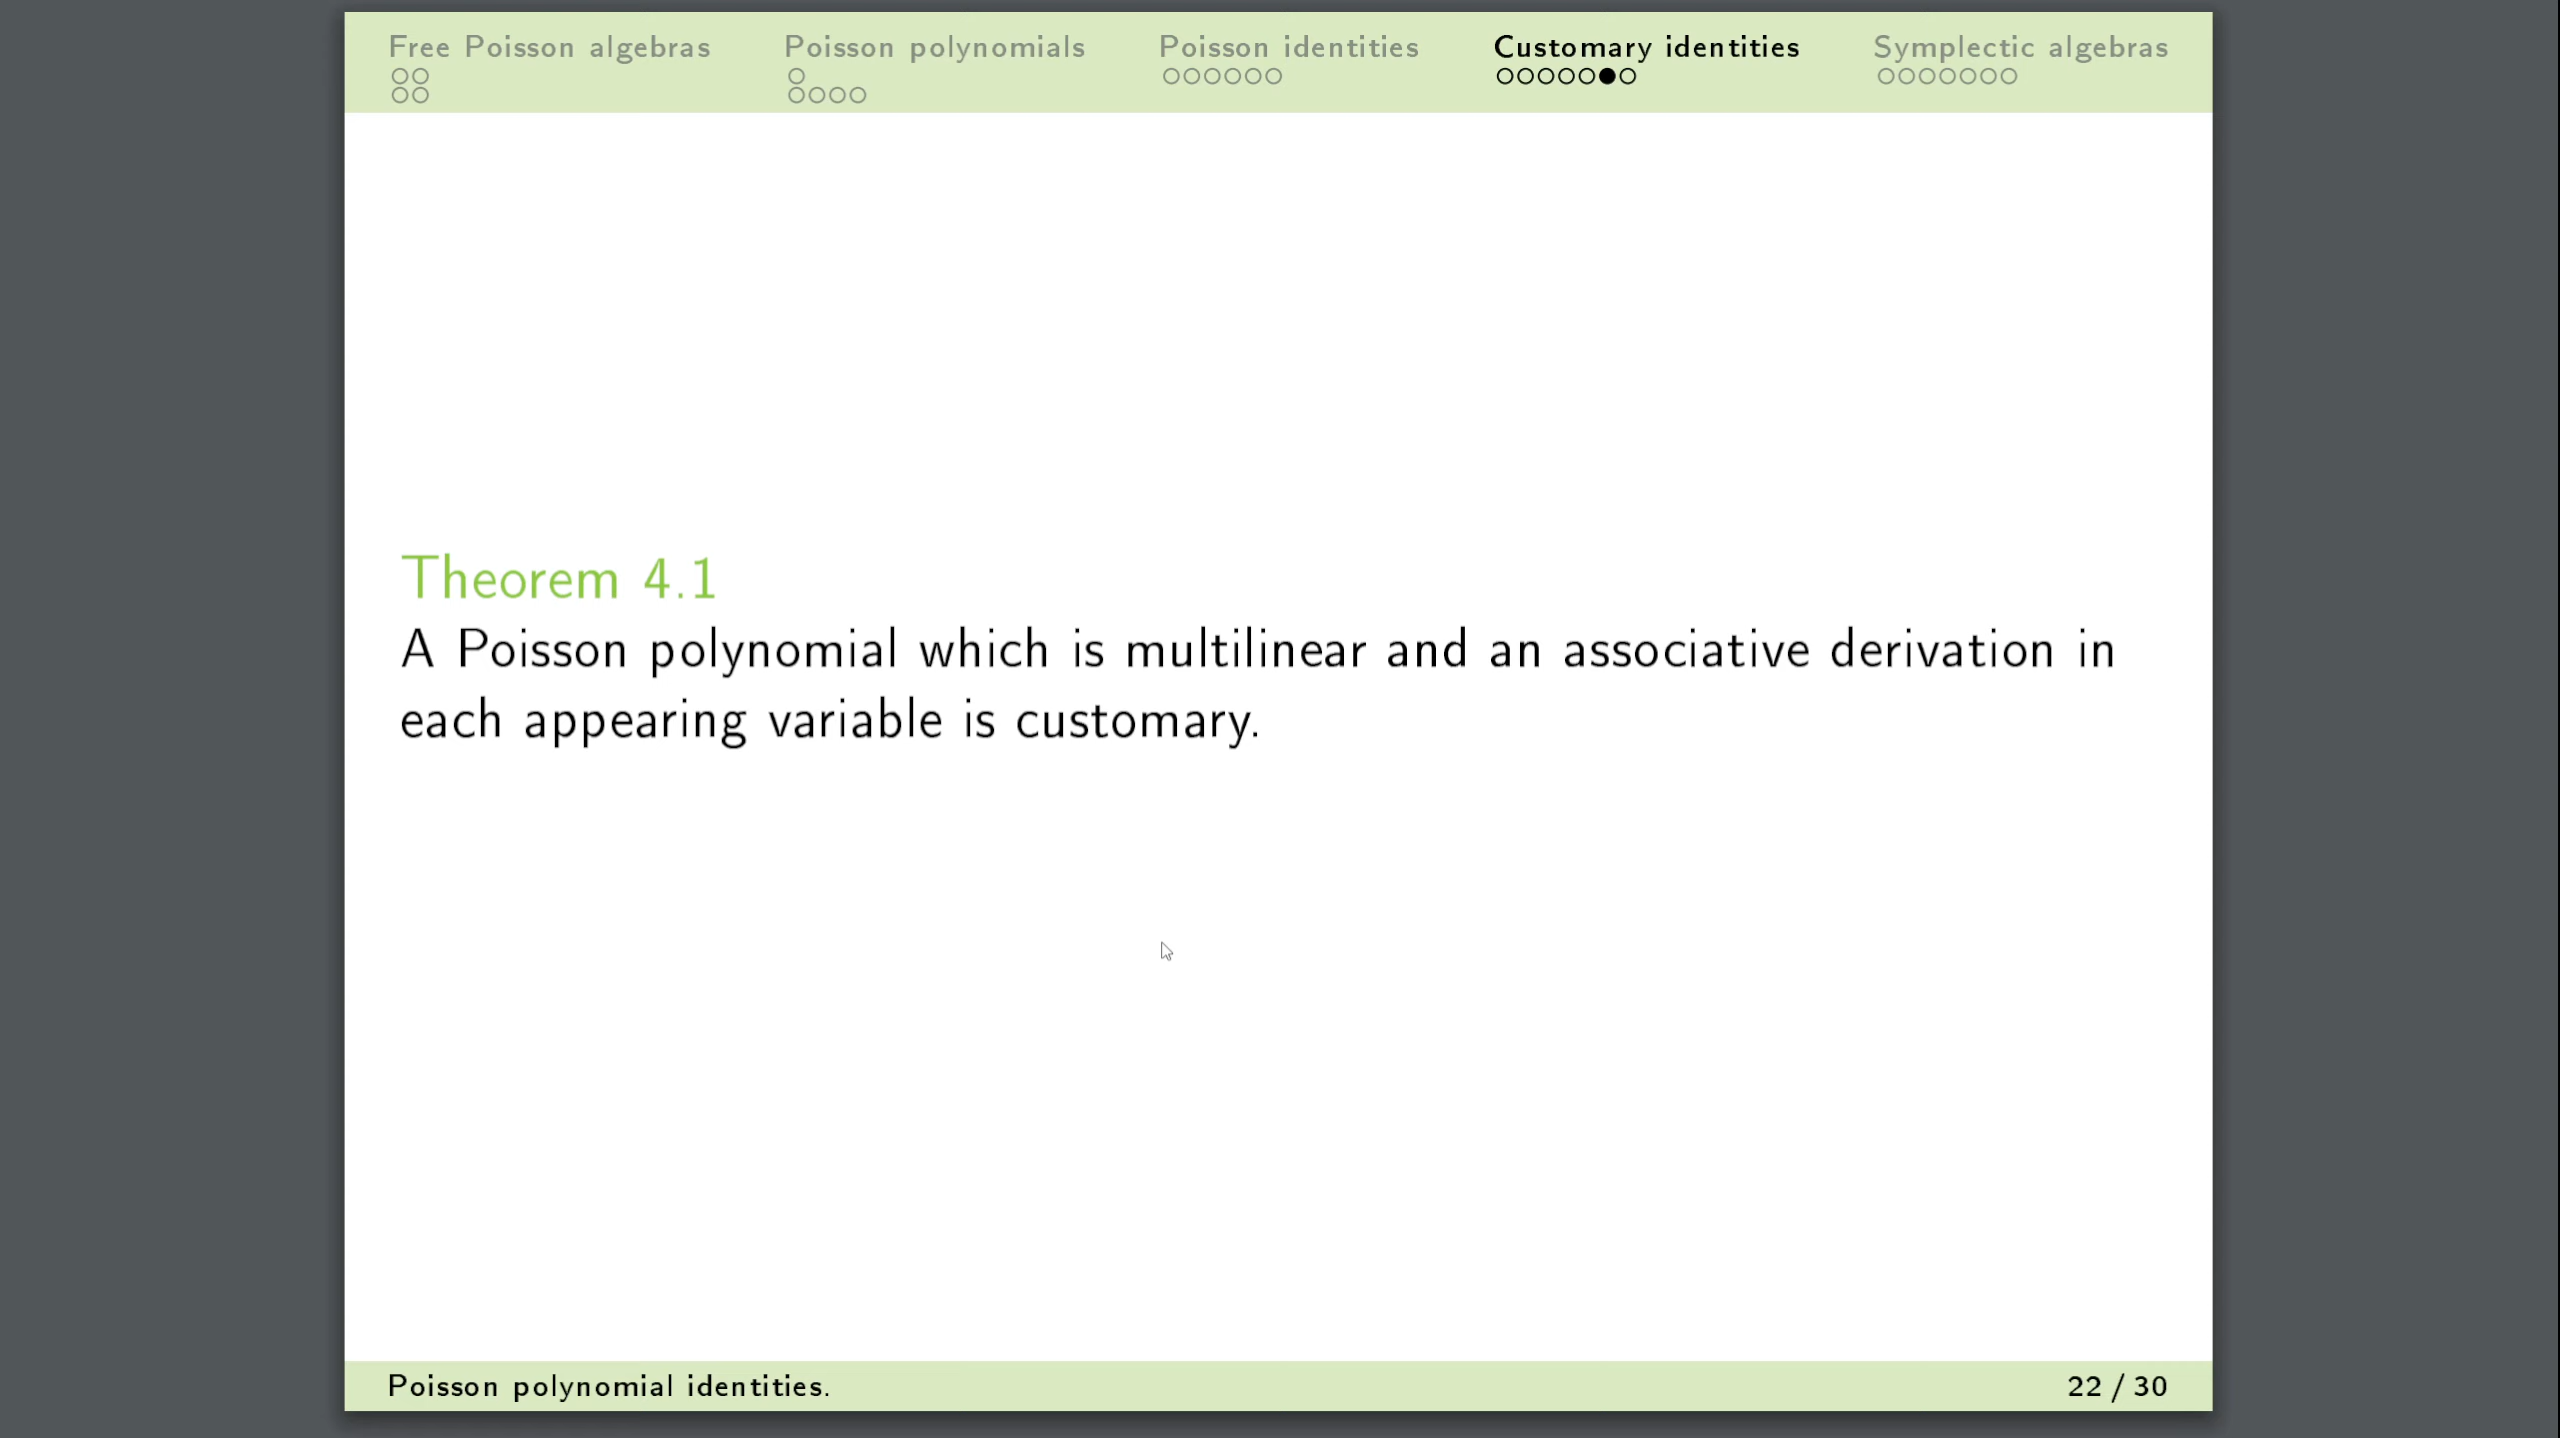 Free Poisson algebras
Poisson polynomials
Poisson identities
Customary identities
Symplectic algebras
Theorem 4.1
A Poisson polynomial which is multilinear and an associative derivation in
each appearing variable is customary.
Poisson polynomial identities.
22 / 30